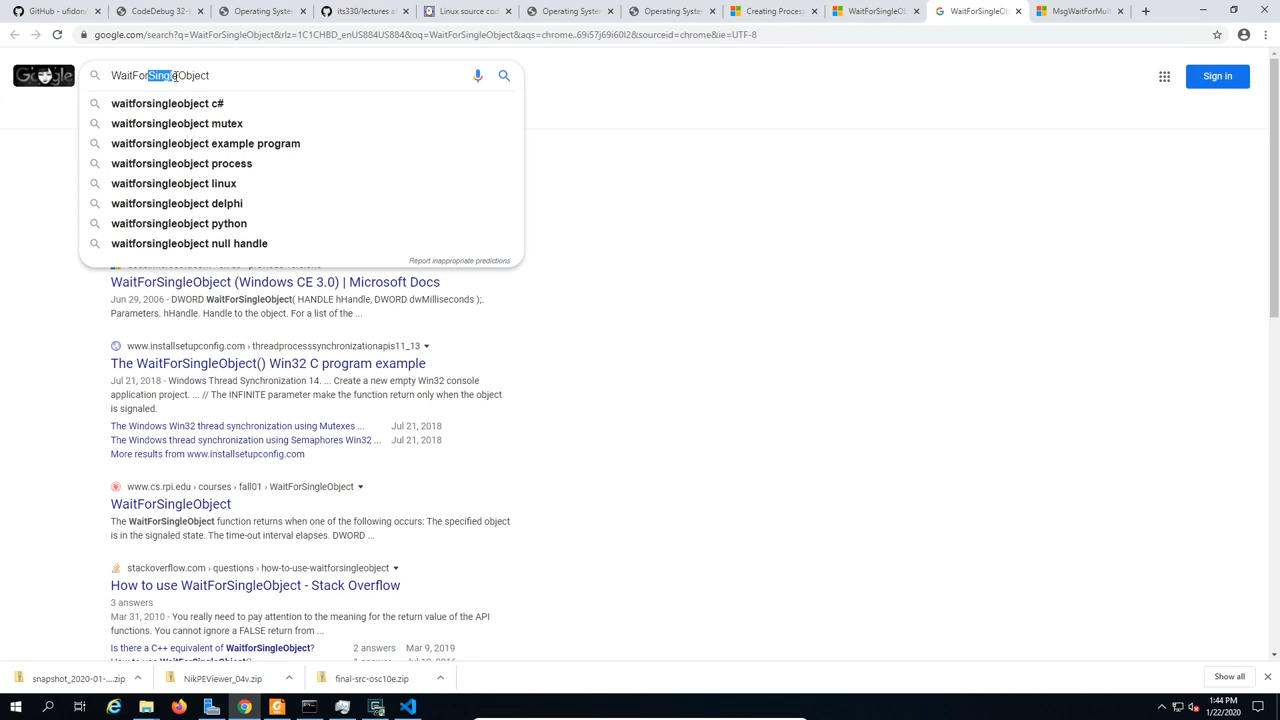 GitHub - ufidon/
CodeDebug 32-
Operating Syste
its330/lectures a
Linux source cod
Operating Syste
Operating Syste
Creating Process
WaitForSingleOb
WaitForSingleOb
MsgWaitForMult
google.com/search?q=WaitForSingleObject&rlz=1C1CHBD_enUS884US884&oq=WaitForSingleObject&aqs=chrome..69i57j69i60l2&sourceid=chrome&ie=UTF-8
Google
WaitForSingleObject
Sign in
waitforsingleobject c#
waitforsingleobject mutex
waitforsingleobject example program
waitforsingleobject process
waitforsingleobject linux
waitforsingleobject delphi
waitforsingleobject python
waitforsingleobject null handle
Report inappropriate predictions
WaitForSingleObject (Windows CE 3.0) | Microsoft Docs
Jun 29, 2006 - DWORD WaitForSingleObject( HANDLE hHandle, DWORD dwMilliseconds );.
Parameters. hHandle. Handle to the object. For a list of the ...
www.installsetupconfig.com › threadprocesssynchronizationapis11_13
The WaitForSingleObject() Win32 C program example
Jul 21, 2018 - Windows Thread Synchronization 14. ... Create a new empty Win32 console
application project. ... // The INFINITE parameter make the function return only when the object
is signaled.
The Windows Win32 thread synchronization using Mutexes ... Jul 21, 2018
The Windows thread synchronization using Semaphores Win32 ... Jul 21, 2018
More results from www.installsetupconfig.com
www.cs.rpi.edu › courses › fall01 › WaitForSingleObject
WaitForSingleObject
The WaitForSingleObject function returns when one of the following occurs: The specified object
is in the signaled state. The time-out interval elapses. DWORD ...
stackoverflow.com › questions › how-to-use-waitforsingleobject
How to use WaitForSingleObject - Stack Overflow
3 answers
Mar 31, 2010 - You really need to pay attention to the meaning for the return value of the API
functions. You cannot ignore a FALSE return from ...
Is there a C++ equivalent of WaitforSingleObject? 2 answers Mar 9, 2019
snapshot_2020-01-....zip
NikPEViewer_04v.zip
final-src-osc10e.zip
Show all
1:44 PM
1/22/2020